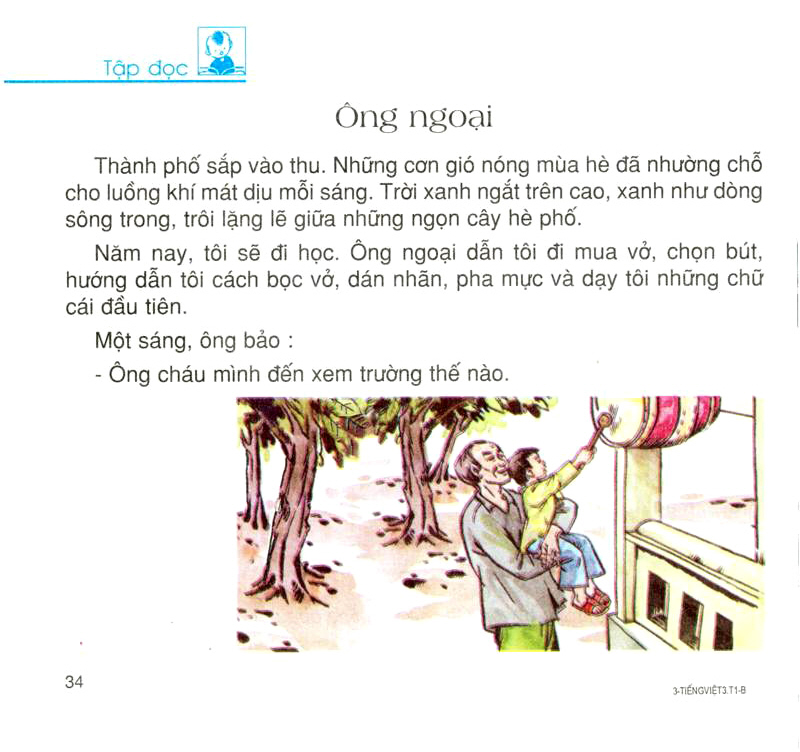 Tập đọc
Ông ngoại
Thành phố sắp vào thu. Những cơn gió nóng mùa hè đã nhường chỗ
cho luồng khí mát dịu mỗi sáng. Trời xanh ngắt trên cao, xanh như dòng
sông trong, trôi lặng lẽ giữa những ngọn cây hè phố.
Năm nay, tôi sẽ đi học. Ông ngoại dẫn tôi đi mua vở, chọn bút,
hướng dẫn tôi cách bọc vở, dán nhãn, pha mực và dạy tôi những chữ
cái đầu tiên.
Một sáng, ông bảo :
- Ông cháu mình đến xem trường thế nào.
34
3-TIẾNGVIỆT3.T1-B